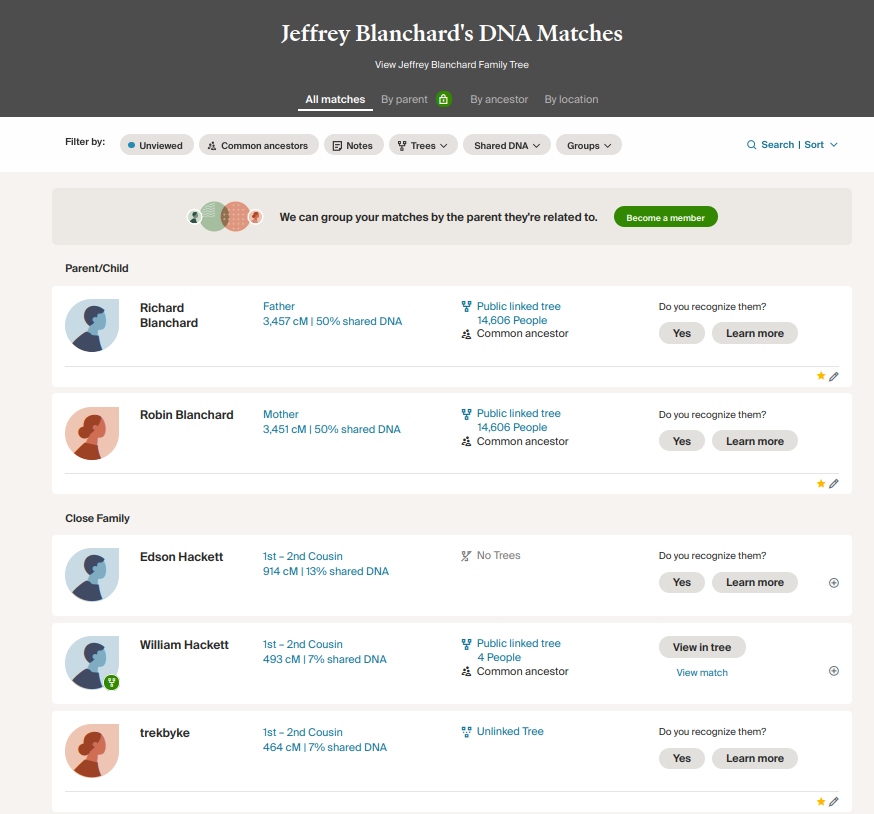 Jeffrey Blanchard's DNA Matches
View Jeffrey Blanchard Family Tree
All matches By parent By ancestor By location
Filter by: Unviewed Common ancestors Notes Trees Shared DNA Groups Search | Sort
We can group your matches by the parent they're related to. Become a member
Parent/Child
Richard Blanchard
Father
3,457 cM | 50% shared DNA
Public linked tree
14,606 People
Common ancestor
Do you recognize them?
Yes Learn more
Robin Blanchard
Mother
3,451 cM | 50% shared DNA
Public linked tree
14,606 People
Common ancestor
Do you recognize them?
Yes Learn more
Close Family
Edson Hackett
1st – 2nd Cousin
914 cM | 13% shared DNA
No Trees
Do you recognize them?
Yes Learn more
William Hackett
1st – 2nd Cousin
493 cM | 7% shared DNA
Public linked tree
4 People
Common ancestor
View in tree
View match
trekbyke
1st – 2nd Cousin
464 cM | 7% shared DNA
Unlinked Tree
Do you recognize them?
Yes Learn more